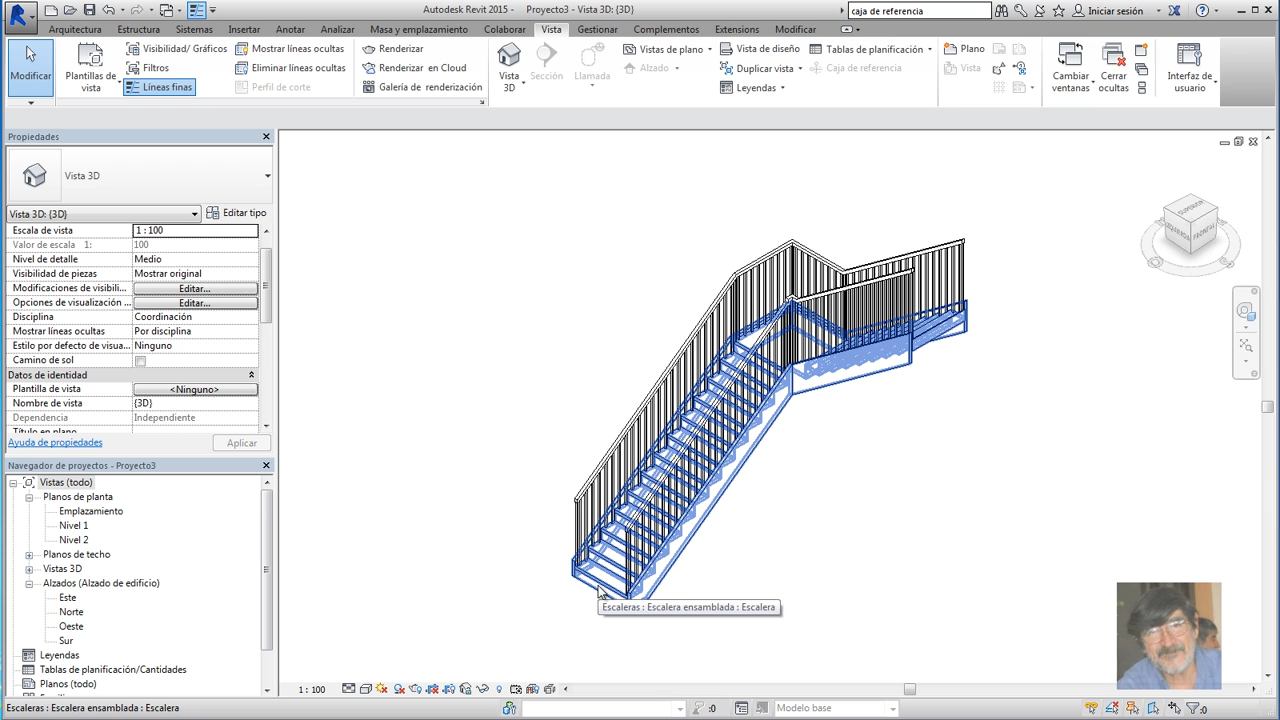 Autodesk Revit 2015 - Proyecto3 - Vista 3D: {3D}
caja de referencia
Iniciar sesión
Arquitectura
Estructura
Sistemas
Insertar
Anotar
Analizar
Masa y emplazamiento
Colaborar
Vista
Gestionar
Complementos
Extensions
Modificar
Modificar
Plantillas de vista
Visibilidad/ Gráficos
Filtros
Líneas finas
Mostrar líneas ocultas
Eliminar líneas ocultas
Perfil de corte
Renderizar
Renderizar en Cloud
Galería de renderización
Vista 3D
Sección
Llamada
Vistas de plano
Alzado
Vista de diseño
Duplicar vista
Leyendas
Tablas de planificación
Caja de referencia
Plano
Vista
Cambiar ventanas
Cerrar ocultas
Interfaz de usuario
Propiedades
Vista 3D
Vista 3D: {3D}
Editar tipo
Escala de vista 1 : 100
Valor de escala 1: 100
Nivel de detalle Medio
Visibilidad de piezas Mostrar original
Modificaciones de visibili... Editar...
Opciones de visualización ... Editar...
Disciplina Coordinación
Mostrar líneas ocultas Por disciplina
Estilo por defecto de visua... Ninguno
Camino de sol
Datos de identidad
Plantilla de vista <Ninguno>
Nombre de vista {3D}
Dependencia Independiente
Título en plano
Ayuda de propiedades
Aplicar
Navegador de proyectos - Proyecto3
Vistas (todo)
Planos de planta
Emplazamiento
Nivel 1
Nivel 2
Planos de techo
Vistas 3D
Alzados (Alzado de edificio)
Este
Norte
Oeste
Sur
Leyendas
Tablas de planificación/Cantidades
Planos (todo)
Escaleras : Escalera ensamblada : Escalera
1 : 100
Escaleras : Escalera ensamblada : Escalera
:0
Modelo base
:0